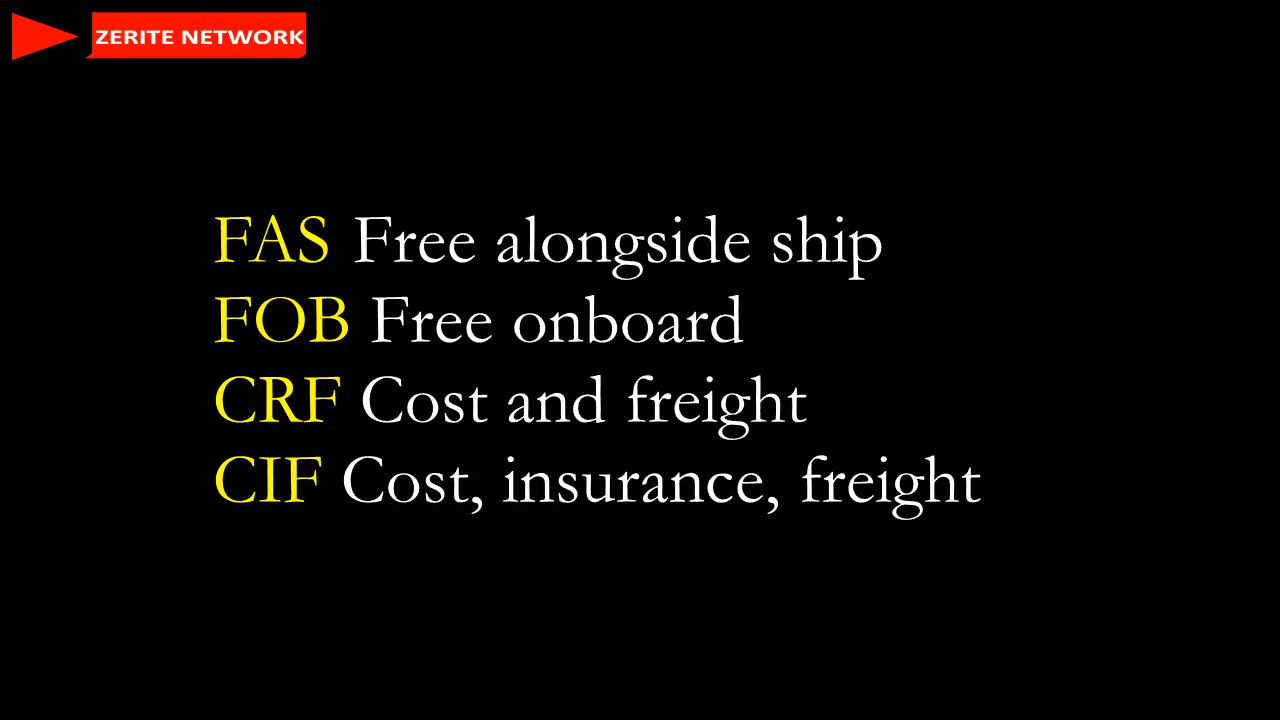 ZERITE NETWORK
FAS Free alongside ship
FOB Free onboard
CRF Cost and freight
CIF Cost, insurance, freight